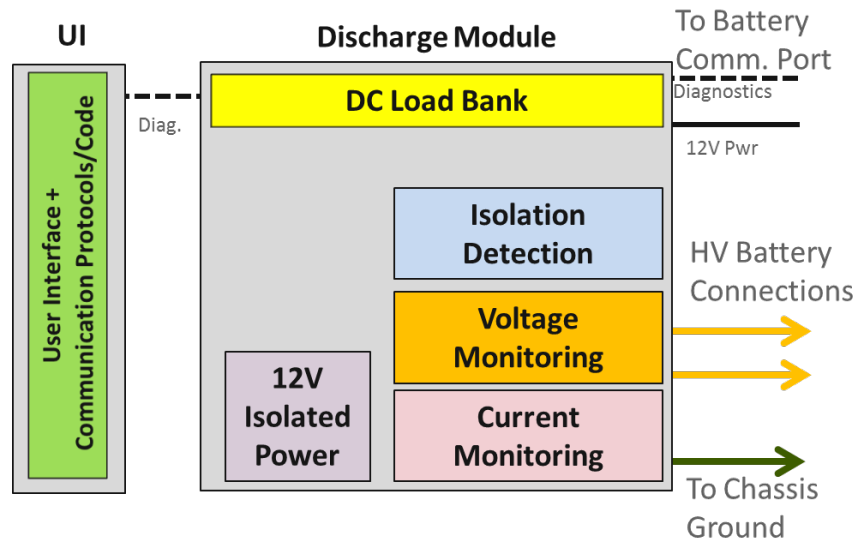 UI
User Interface +
Communication Protocols/Code
Diag.
Discharge Module
DC Load Bank
Isolation
Detection
Voltage
Monitoring
12V
Isolated
Power
Current
Monitoring
To Battery
Comm. Port
Diagnostics
12V Pwr
HV Battery
Connections
To Chassis
Ground